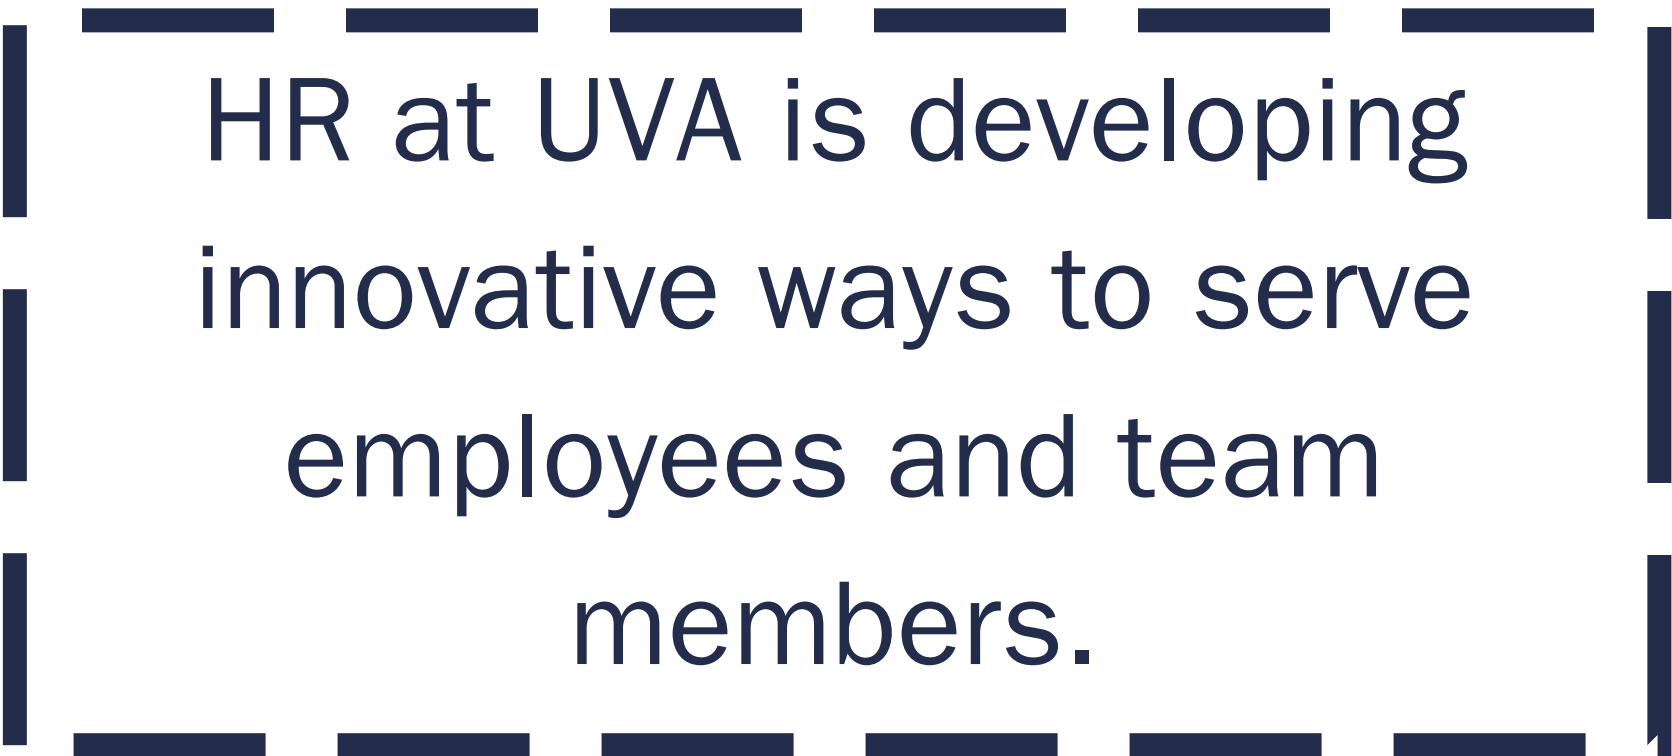 HR at UVA is developing
innovative ways to serve
employees and team
members.